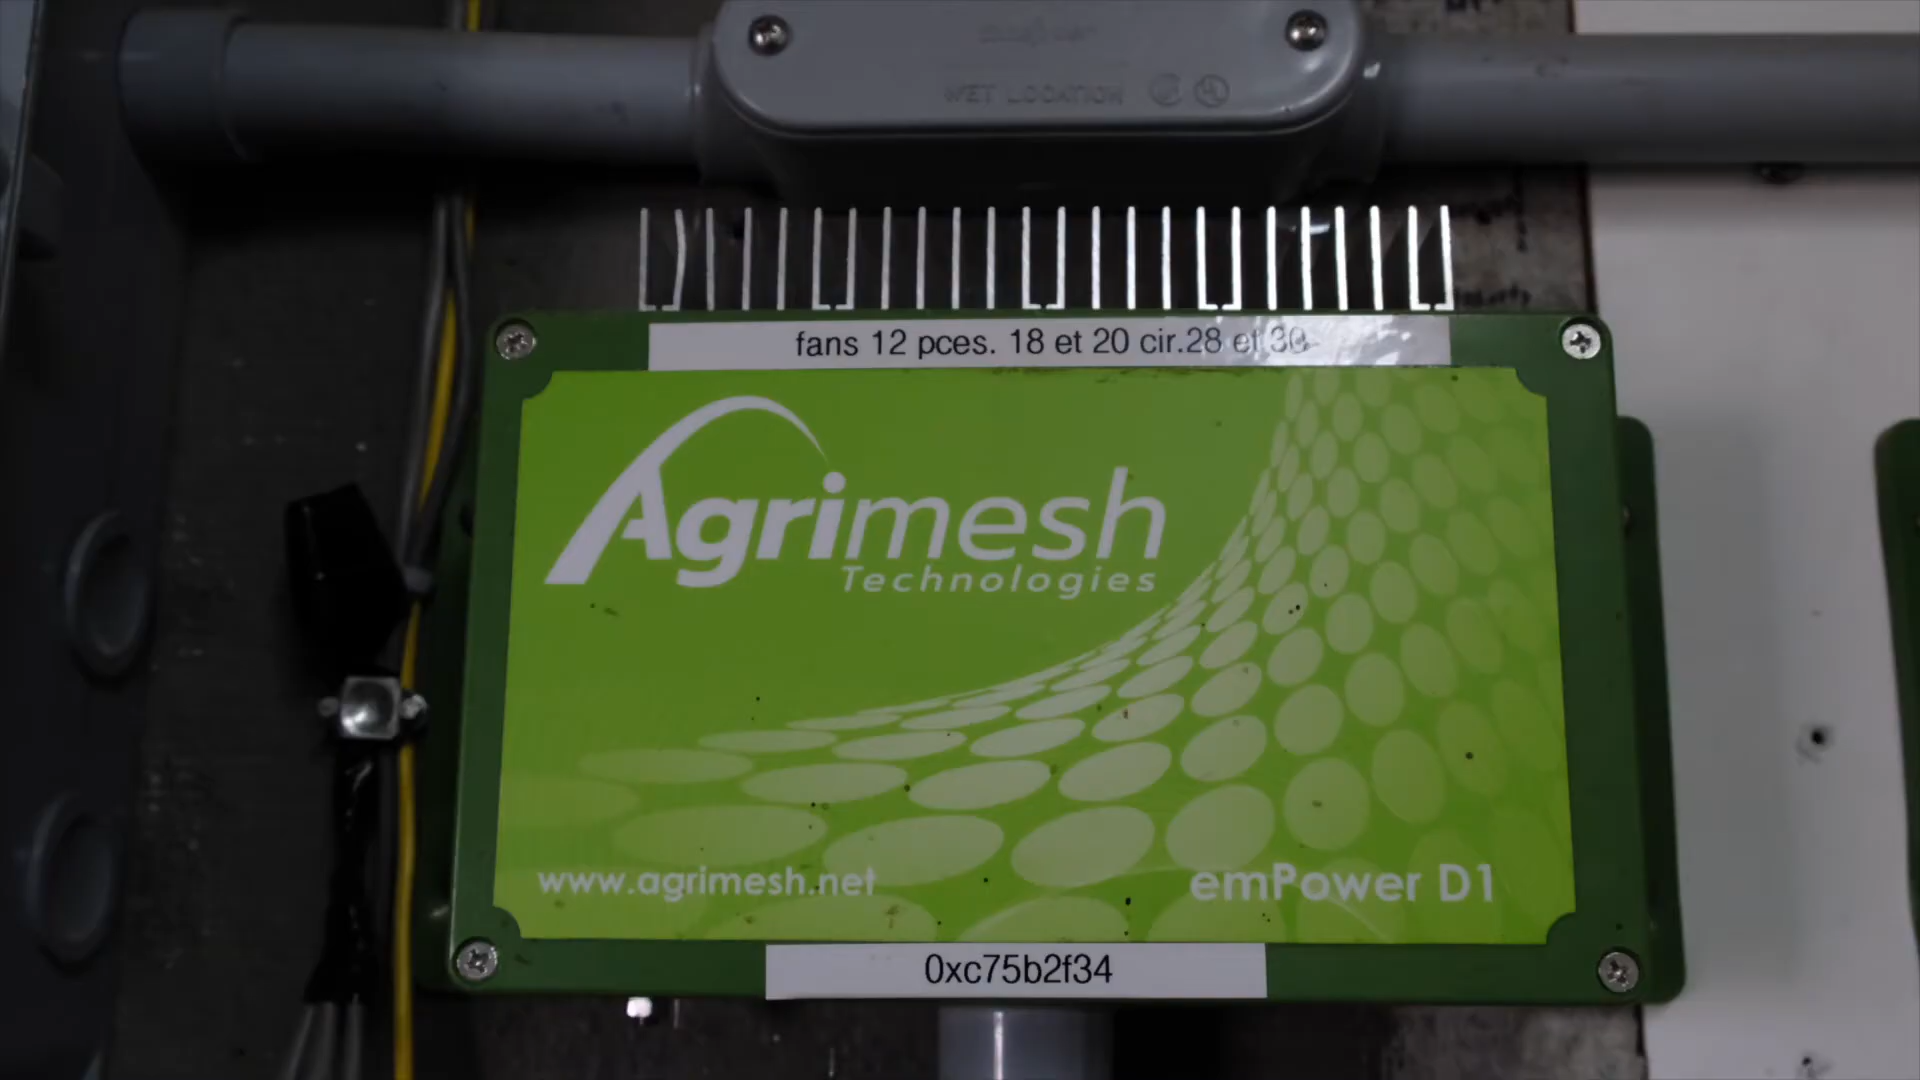 WET LOCATION
fans 12 pces. 18 et 20 cir.28 et 30
Agrimesh
Technologies
www.agrimesh.net
emPower D1
0xc75b2f34